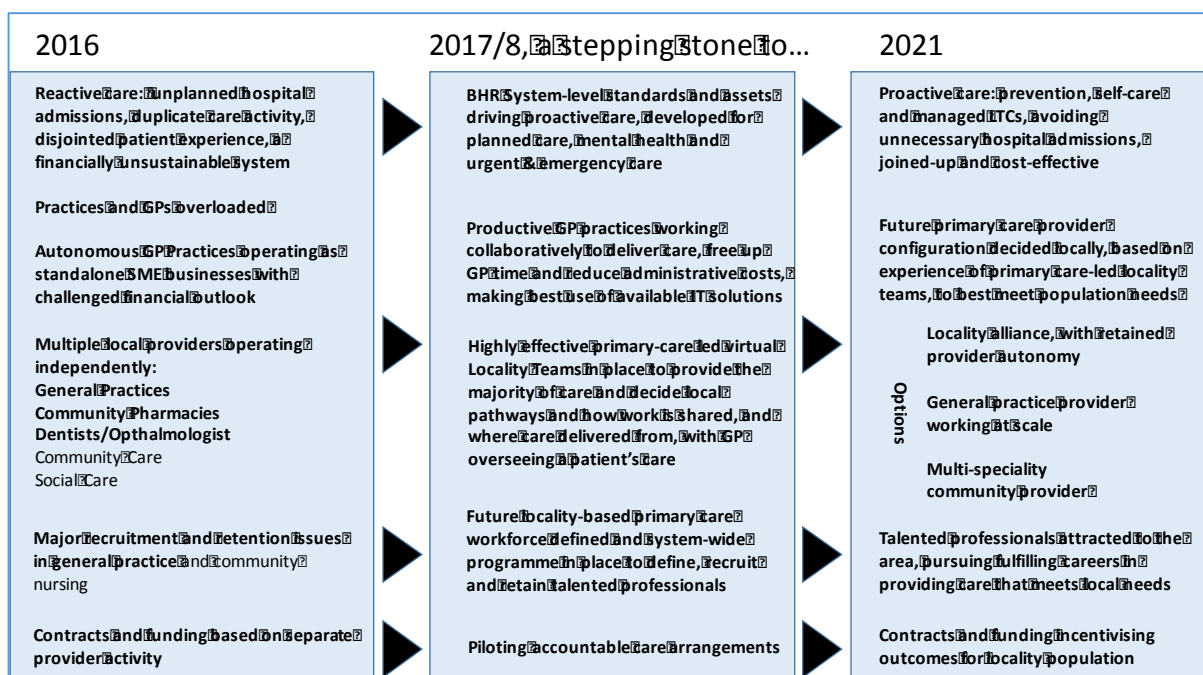 2016
Reactive care: unplanned hospital
admissions, duplicate care activity,
disjointed patient experience, a
financially unsustainable system
Practices and GPs overloaded
Autonomous GP Practices operating as
standalone SME businesses with
challenged financial outlook
Multiple local providers operating
independently:
General Practices
Community Pharmacies
Dentists/Opthalmologist
Community Care
Social Care
Major recruitment and retention issues
in general practice and community
nursing
Contracts and funding based on separate
provider activity
2017/8, a stepping stone to…
BHR System-level standards and assets
driving proactive care, developed for
planned care, mental health and
urgent & emergency care
Productive GP practices working
collaboratively to deliver care, free up
GP time and reduce administrative costs,
making best use of available IT solutions
Highly effective primary-care led virtual
Locality Teams in place to provide the
majority of care and decide local
pathways and how work is shared, and
where care delivered from, with GP
overseeing a patient’s care
Future locality-based primary care
workforce defined and system-wide
programme in place to define, recruit
and retain talented professionals
Piloting accountable care arrangements
2021
Proactive care: prevention, self-care
and managed LTCs, avoiding
unnecessary hospital admissions,
joined-up and cost-effective
Future primary care provider
configuration decided locally, based on
experience of primary care-led locality
teams, to best meet population needs
Options
Locality alliance, with retained
provider autonomy
General practice provider
working at scale
Multi-speciality
community provider
Talented professionals attracted to the
area, pursuing fulfilling careers in
providing care that meets local needs
Contracts and funding incentivising
outcomes for locality population